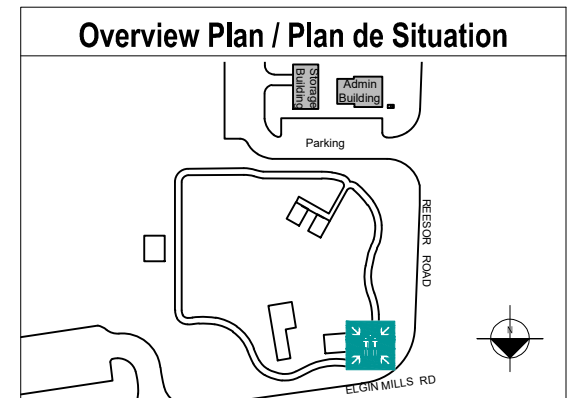 Overview Plan / Plan de Situation
Storage
Building
Admin
Building
Parking
REESOR ROAD
N
ELGIN MILLS RD